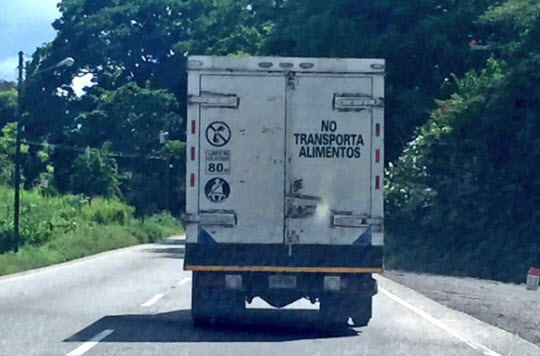 NO
TRANSPORTA
ALIMENTOS
80